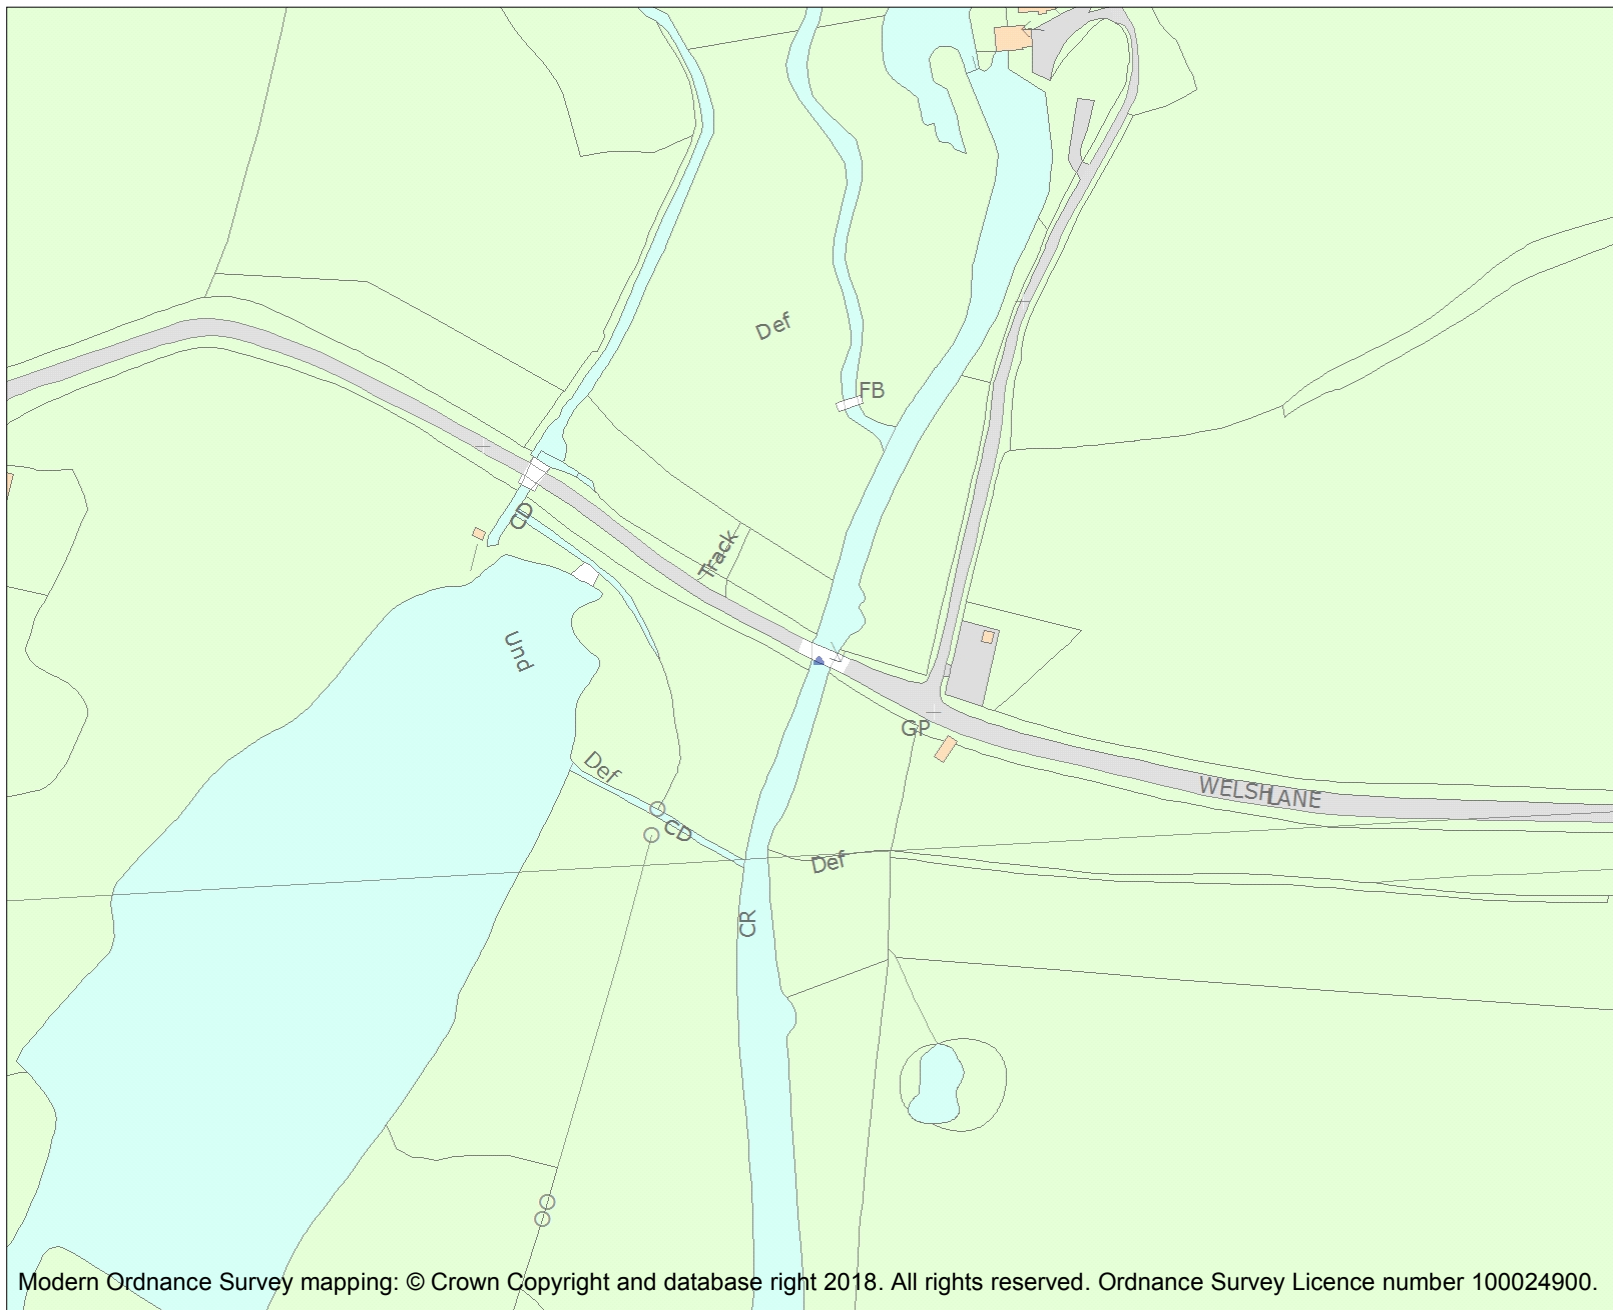 Def
FB
CD
Track
Und
GP
Def
WELSH LANE
CD
Def
CR
Modern Ordnance Survey mapping: © Crown Copyright and database right 2018. All rights reserved. Ordnance Survey Licence number 100024900.